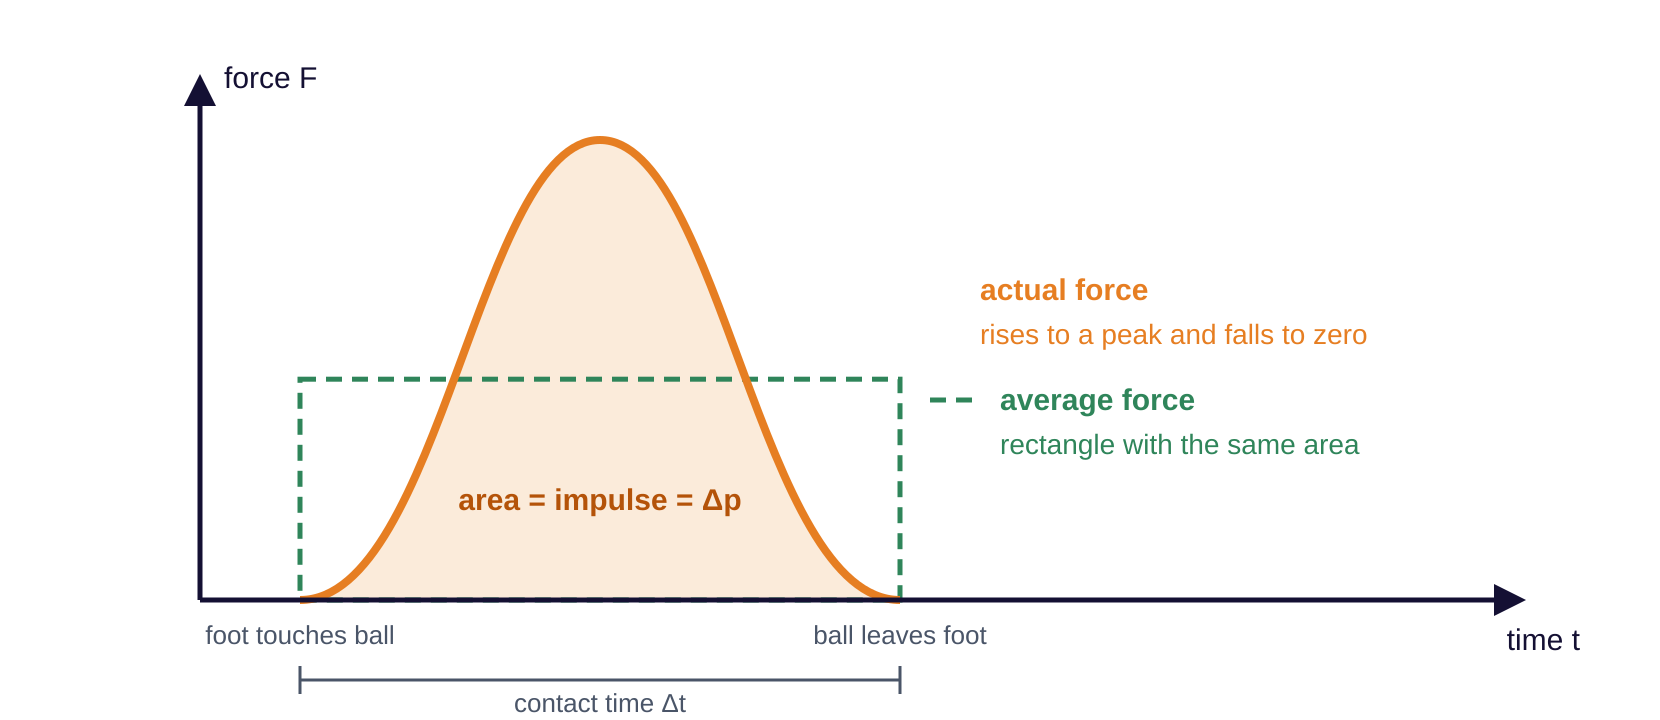 force F
actual force
rises to a peak and falls to zero
average force
rectangle with the same area
area = impulse = Δp
foot touches ball
ball leaves foot
time t
contact time Δt